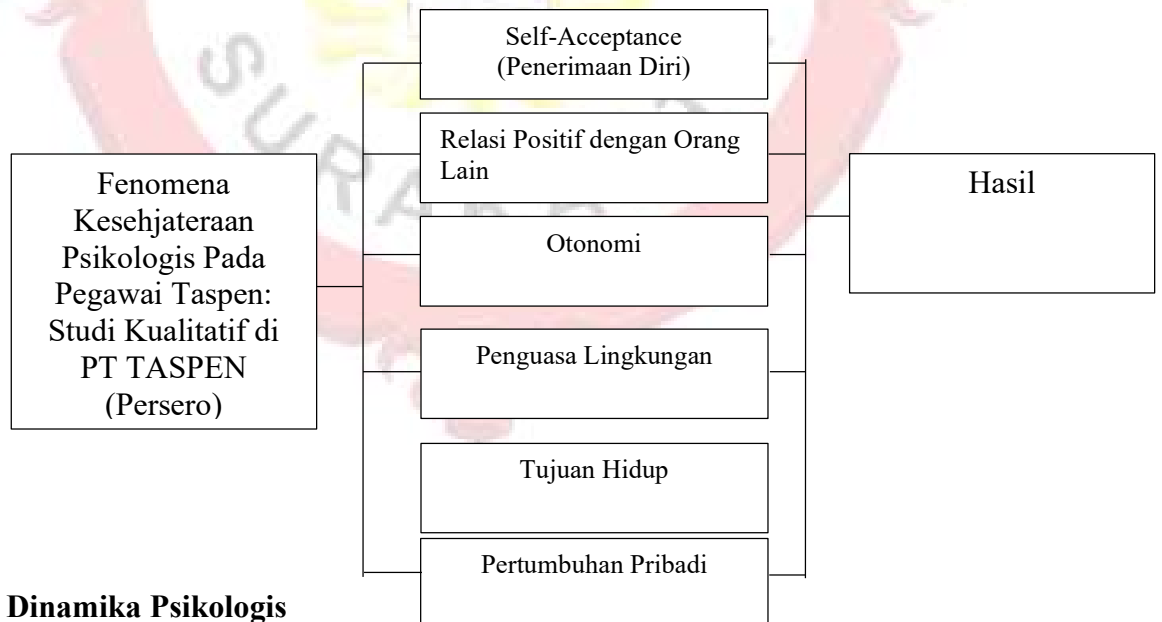 Self-Acceptance
(Penerimaan Diri)
Relasi Positif dengan Orang
Lain
Fenomena
Kesehjateraan
Psikologis Pada
Pegawai Taspen:
Studi Kualitatif di
PT TASPEN
(Persero)
Otonomi
Penguasa Lingkungan
Tujuan Hidup
Pertumbuhan Pribadi
Hasil
Dinamika Psikologis